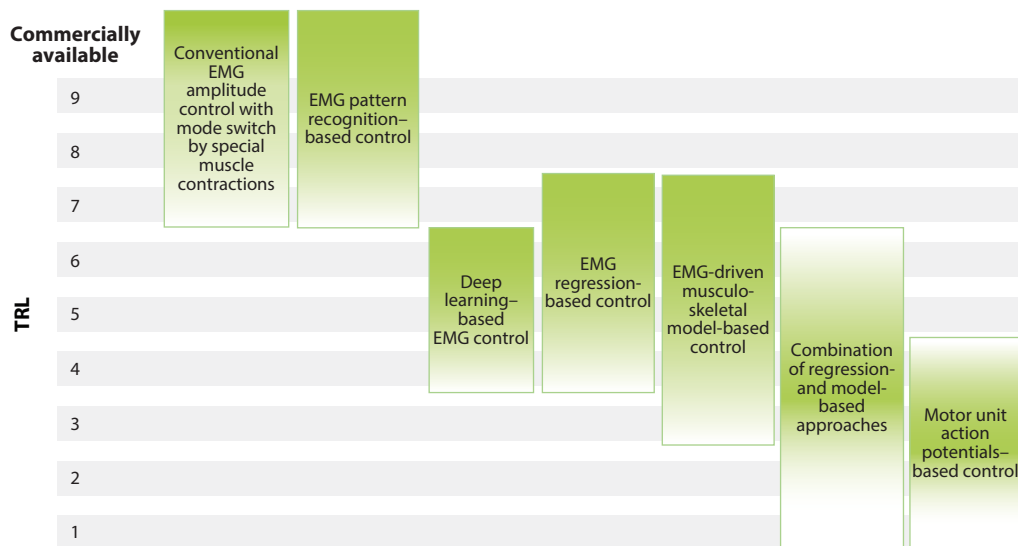 Commercially
available
9
8
7
6
5
4
3
2
1
TRL
Conventional
EMG
amplitude
control with
mode switch
by special
muscle
contractions
EMG pattern
recognition–
based control
Deep
learning–
based
EMG control
EMG
regression-
based control
EMG-driven
musculo-
skeletal
model-based
control
Combination
of regression-
and model-
based
approaches
Motor unit
action
potentials–
based control